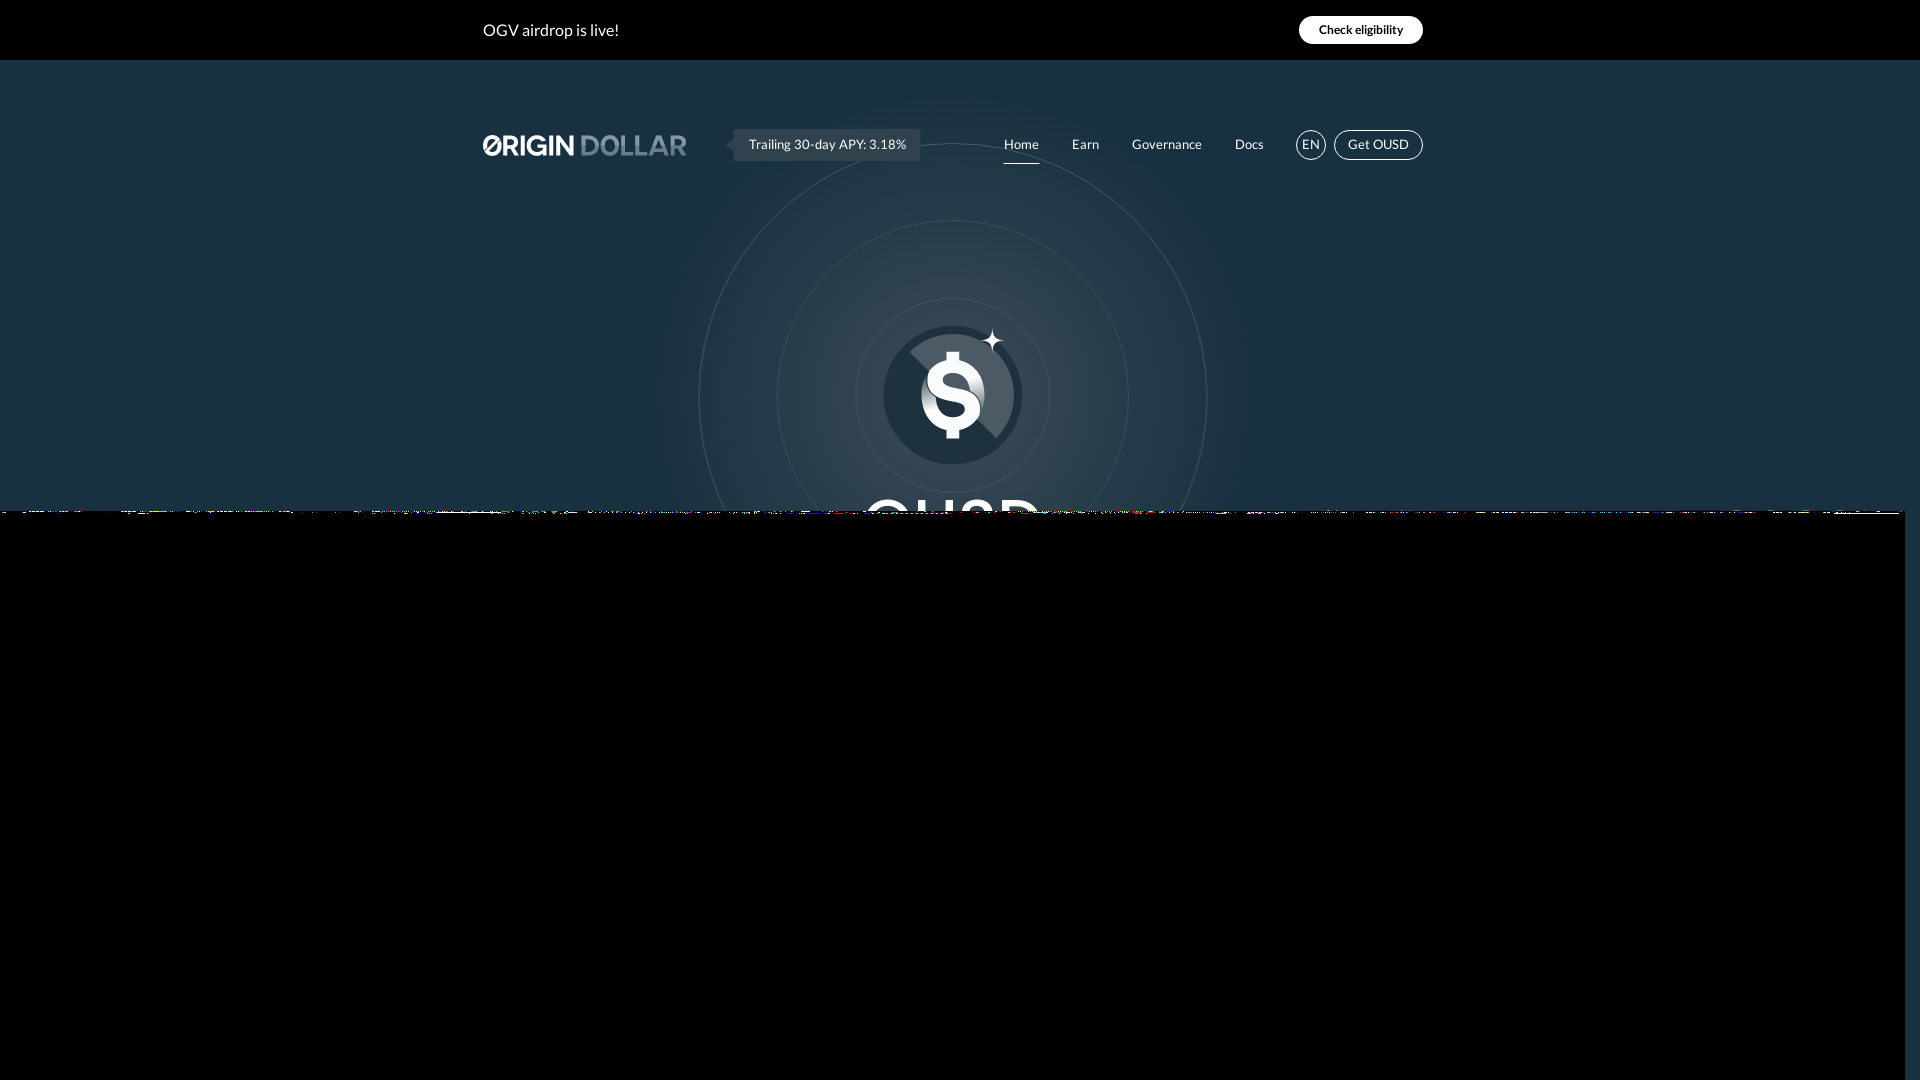 OGV airdrop is live!
Check eligibility
ORIGIN DOLLAR
Trailing 30-day APY: 3.18%
Home
Earn
Governance
Docs
EN
Get OUSD
OUSD